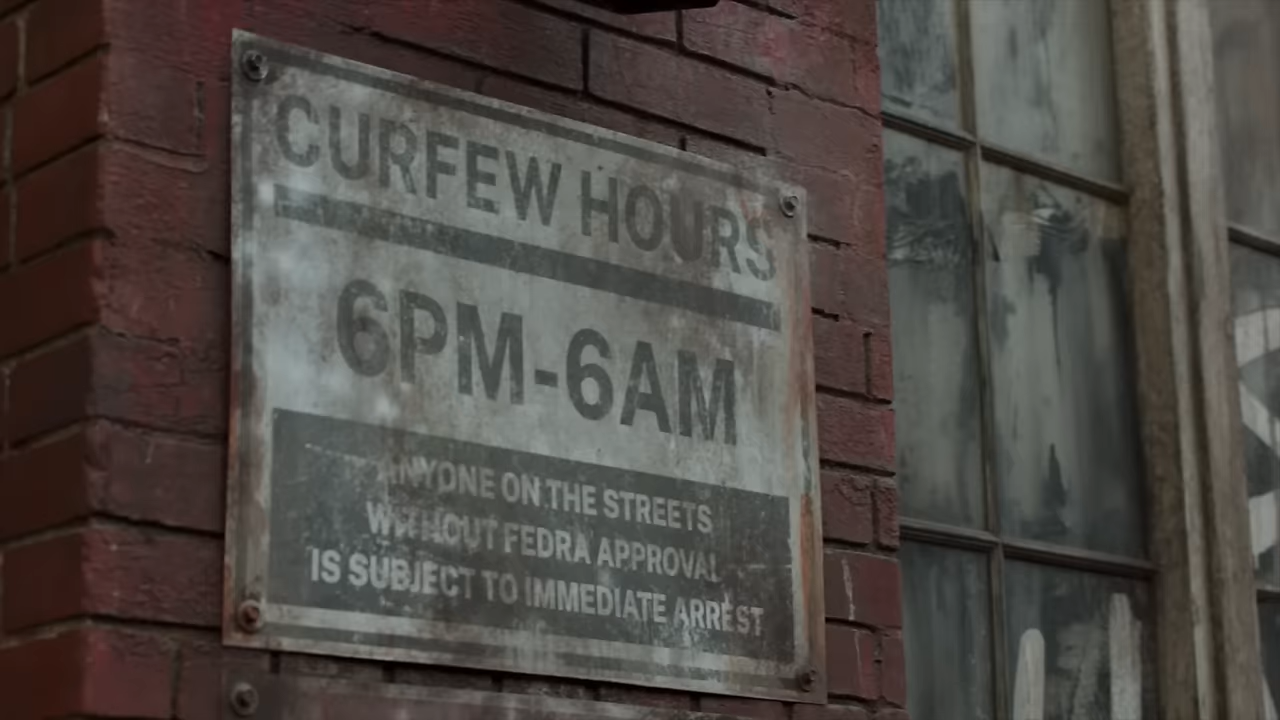 CURFEW HOURS
6PM-6AM
ANYONE ON THE STREETS
WITHOUT FEDRA APPROVAL
IS SUBJECT TO IMMEDIATE ARREST